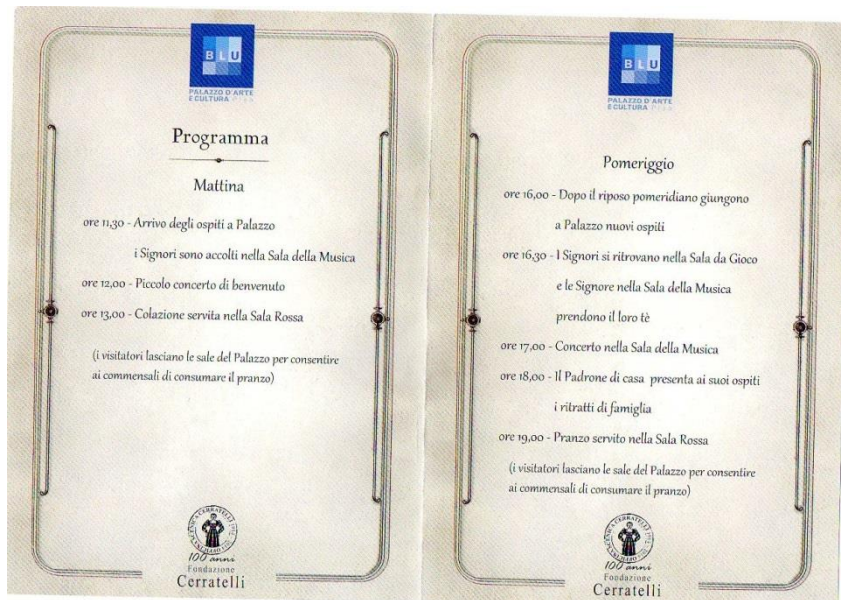 BLU
PALAZZO D'ARTE
E CULTURA Pisa
Programma
Mattina
ore 11,30 - Arrivo degli ospiti a Palazzo
i Signori sono accolti nella Sala della Musica
ore 12,00 - Piccolo concerto di benvenuto
ore 13,00 - Colazione servita nella Sala Rossa
(i visitatori lasciano le sale del Palazzo per consentire
ai commensali di consumare il pranzo)
100 anni
Fondazione
Cerratelli
BLU
PALAZZO D'ARTE
E CULTURA Pisa
Pomeriggio
ore 16,00 - Dopo il riposo pomeridiano giungono
a Palazzo nuovi ospiti
ore 16,30 - I Signori si ritrovano nella Sala da Gioco
e le Signore nella Sala della Musica
prendono il loro tè
ore 17,00 - Concerto nella Sala della Musica
ore 18,00 - Il Padrone di casa presenta ai suoi ospiti
i ritratti di famiglia
ore 19,00 - Pranzo servito nella Sala Rossa
(i visitatori lasciano le sale del Palazzo per consentire
ai commensali di consumare il pranzo)
100 anni
Fondazione
Cerratelli